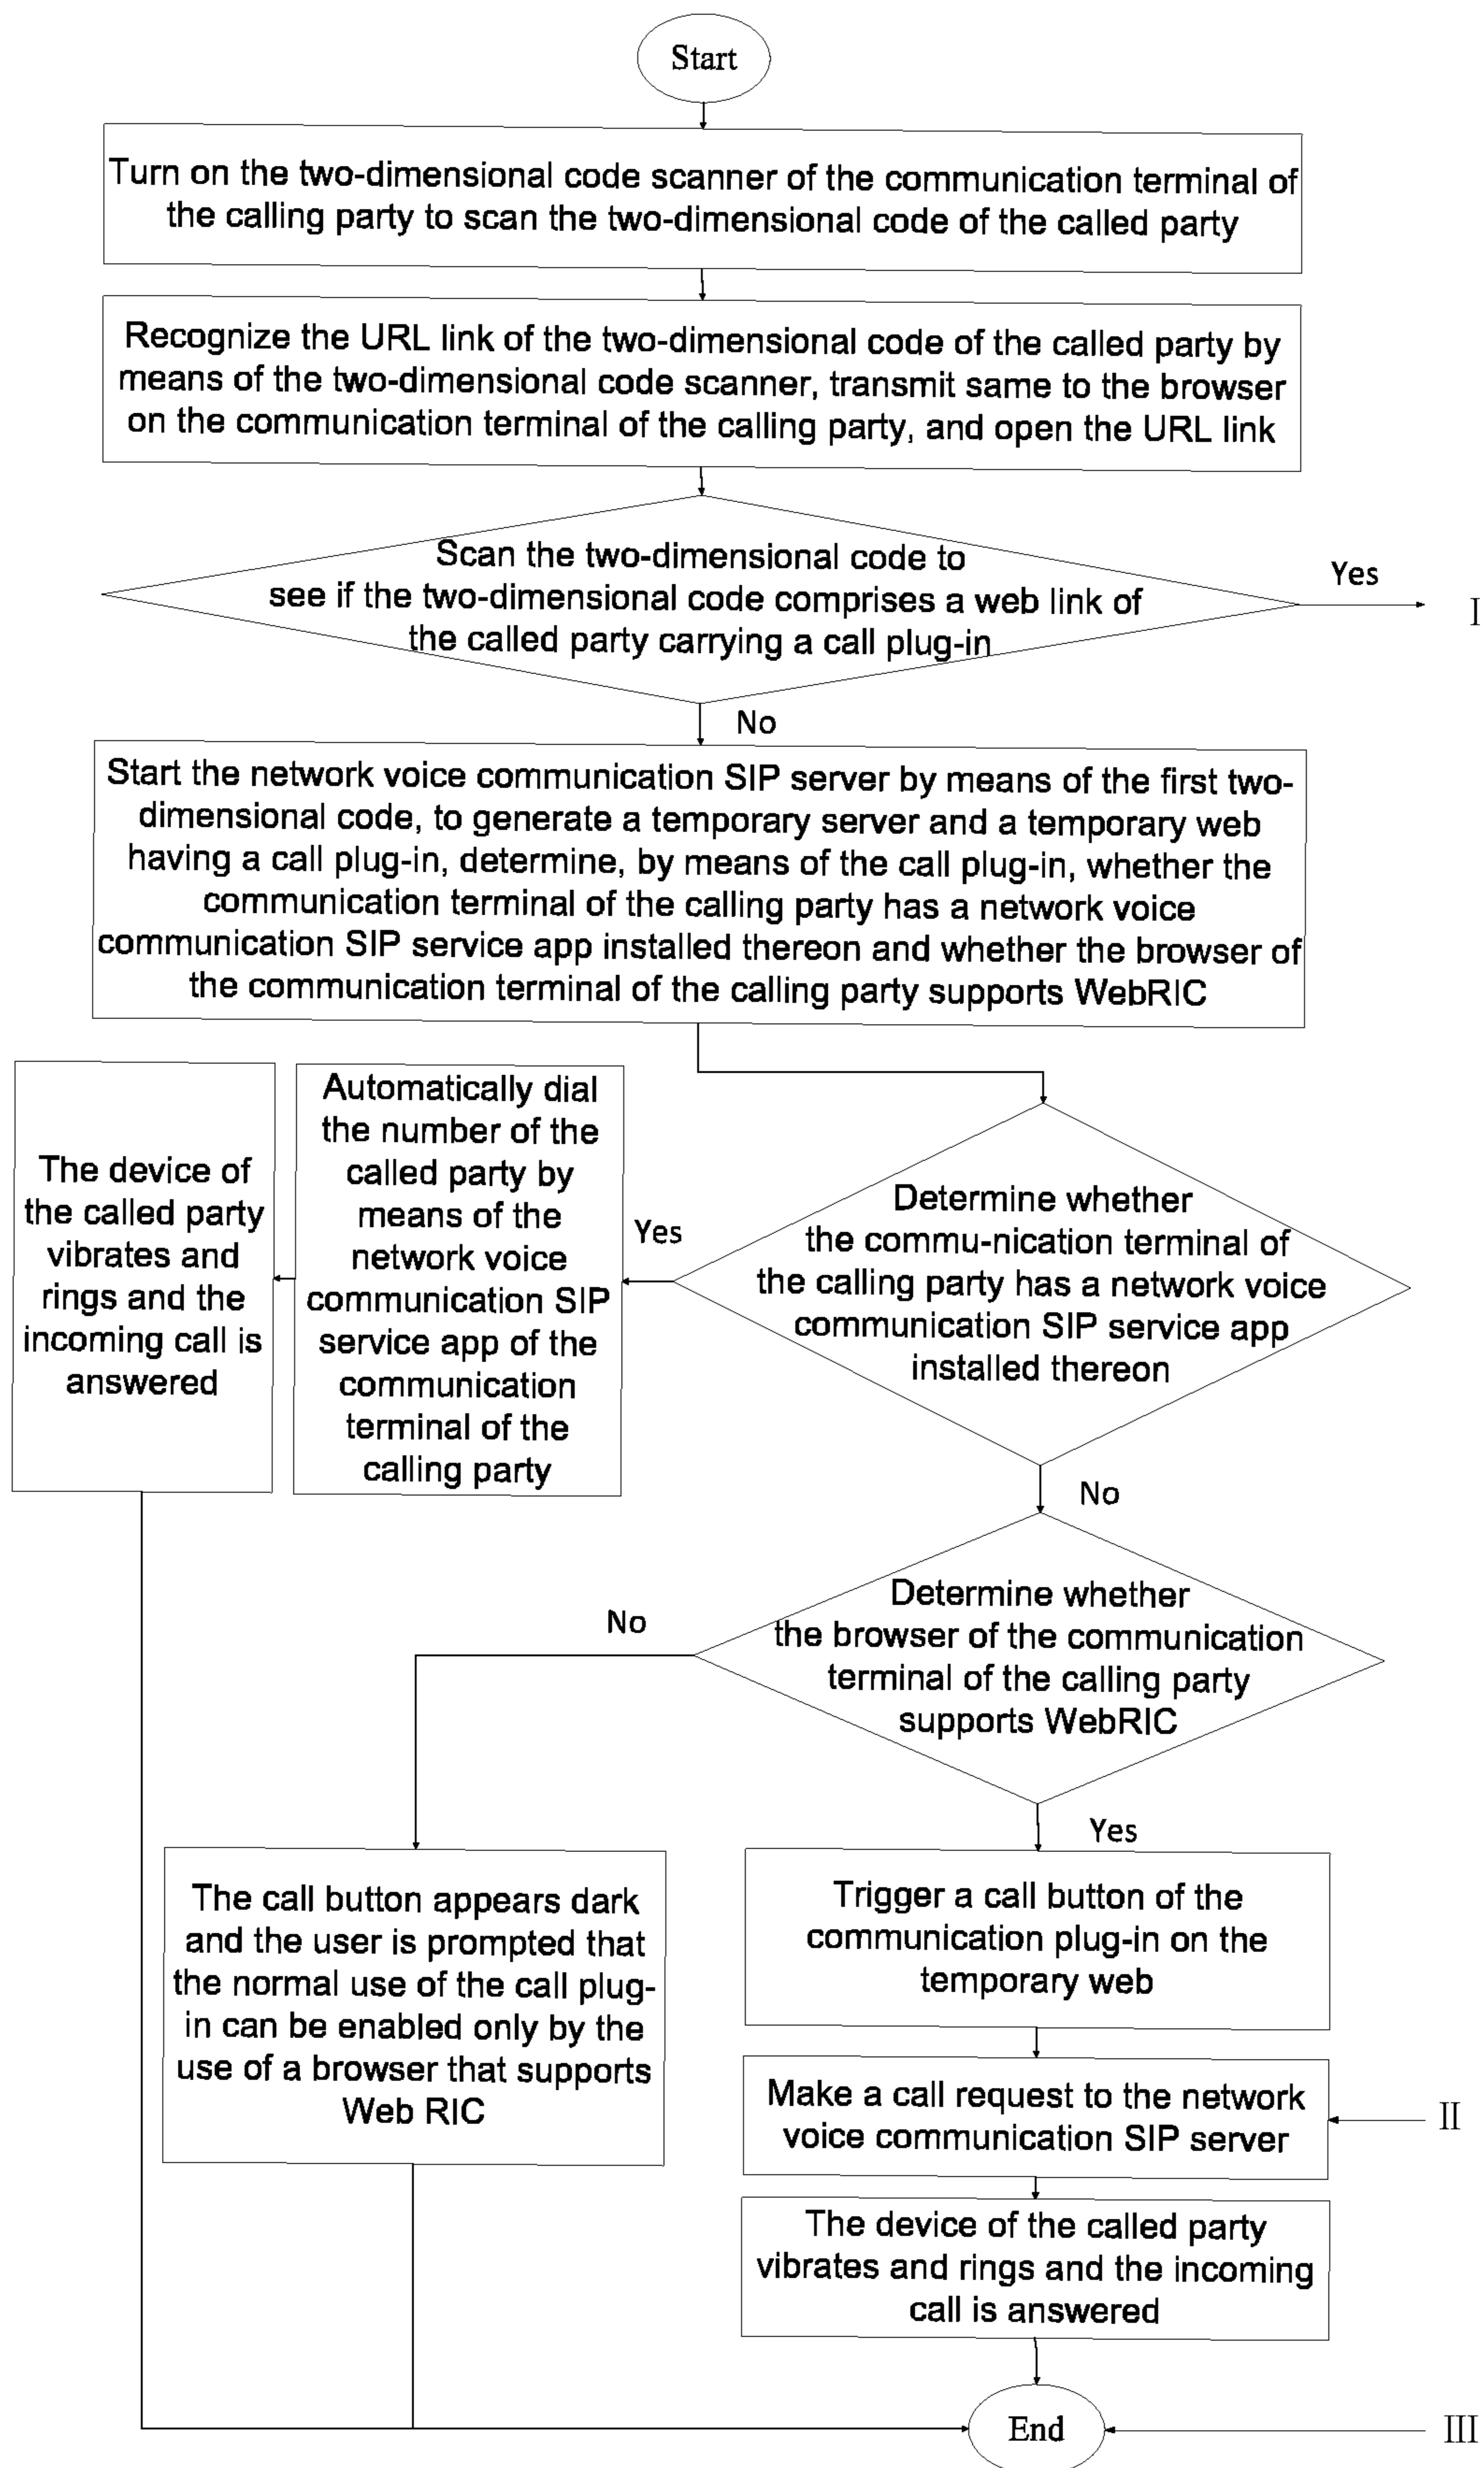 Start
Turn on the two-dimensional code scanner of the communication terminal of
the calling party to scan the two-dimensional code of the called party
Recognize the URL link of the two-dimensional code of the called party by
means of the two-dimensional code scanner, transmit same to the browser
on the communication terminal of the calling party, and open the URL link
Scan the two-dimensional code to
see if the two-dimensional code comprises a web link of
the called party carrying a call plug-in
Yes
I
No
Start the network voice communication SIP server by means of the first two-
dimensional code, to generate a temporary server and a temporary web
having a call plug-in, determine, by means of the call plug-in, whether the
communication terminal of the calling party has a network voice
communication SIP service app installed thereon and whether the browser of
the communication terminal of the calling party supports WebRIC
The device of
the called party
vibrates and
rings and the
incoming call is
answered
Automatically dial
the number of the
called party by
means of the
network voice
communication SIP
service app of the
communication
terminal of the
calling party
Yes
Determine whether
the commu-nication terminal of
the calling party has a network voice
communication SIP service app
installed thereon
No
Determine whether
the browser of the communication
terminal of the calling party
supports WebRIC
No
Yes
The call button appears dark
and the user is prompted that
the normal use of the call plug-
in can be enabled only by the
use of a browser that supports
Web RIC
Trigger a call button of the
communication plug-in on the
temporary web
Make a call request to the network
voice communication SIP server
II
The device of the called party
vibrates and rings and the incoming
call is answered
End
III